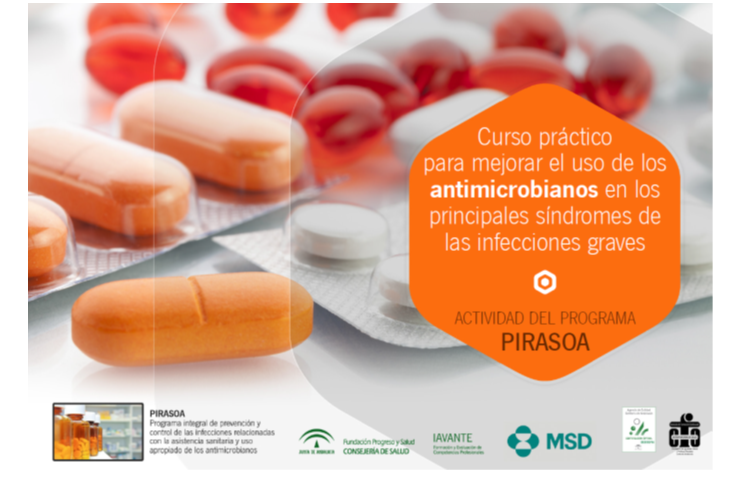 Curso práctico
para mejorar el uso de los
antimicrobianos en los
principales síndromes de
las infecciones graves
ACTIVIDAD DEL PROGRAMA
PIRASOA
PIRASOA
Programa integral de prevención y
control de las infecciones relacionadas
con la asistencia sanitaria y uso
apropiado de los antimicrobianos
JUNTA DE ANDALUCIA
Fundación Progreso y Salud
CONSEJERÍA DE SALUD
IAVANTE
Formación y Evaluación de
Competencias Profesionales
MSD